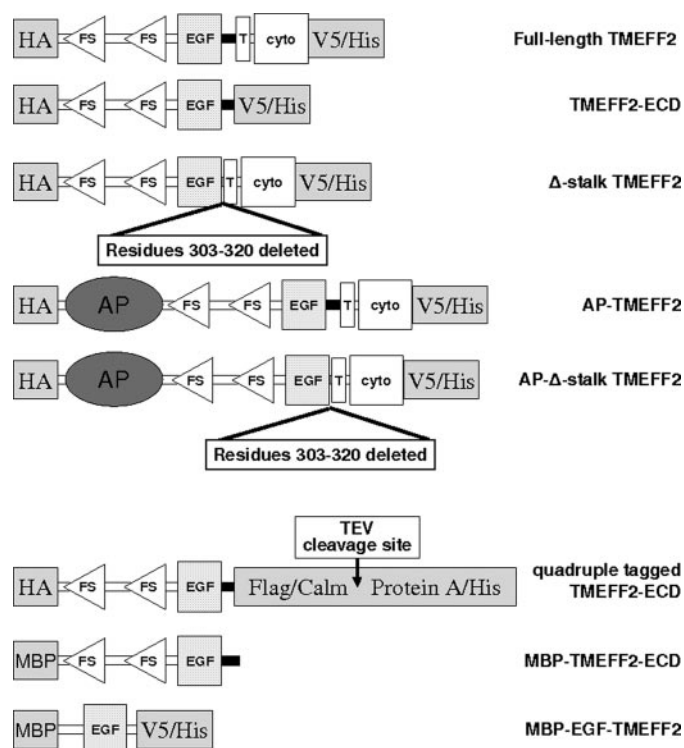 HA FS FS EGF T cyto V5/His Full-length TMEFF2
HA FS FS EGF V5/His TMEFF2-ECD
HA FS FS EGF T cyto V5/His Δ-stalk TMEFF2
Residues 303-320 deleted
HA AP FS FS EGF T cyto V5/His AP-TMEFF2
HA AP FS FS EGF T cyto V5/His AP-Δ-stalk TMEFF2
Residues 303-320 deleted
TEV
cleavage site
HA FS FS EGF Flag/Calm Protein A/His quadruple tagged
TMEFF2-ECD
MBP FS FS EGF MBP-TMEFF2-ECD
MBP EGF V5/His MBP-EGF-TMEFF2